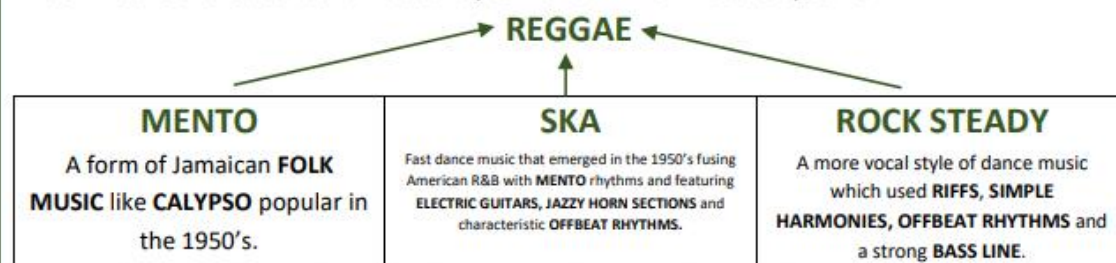 REGGAE
MENTO
A form of Jamaican FOLK
MUSIC like CALYPSO popular in
the 1950's.
SKA
Fast dance music that emerged in the 1950's fusing
American R&B with MENTO rhythms and featuring
ELECTRIC GUITARS, JAZZY HORN SECTIONS and
characteristic OFFBEAT RHYTHMS.
ROCK STEADY
A more vocal style of dance music
which used RIFFS, SIMPLE
HARMONIES, OFFBEAT RHYTHMS and
a strong BASS LINE.